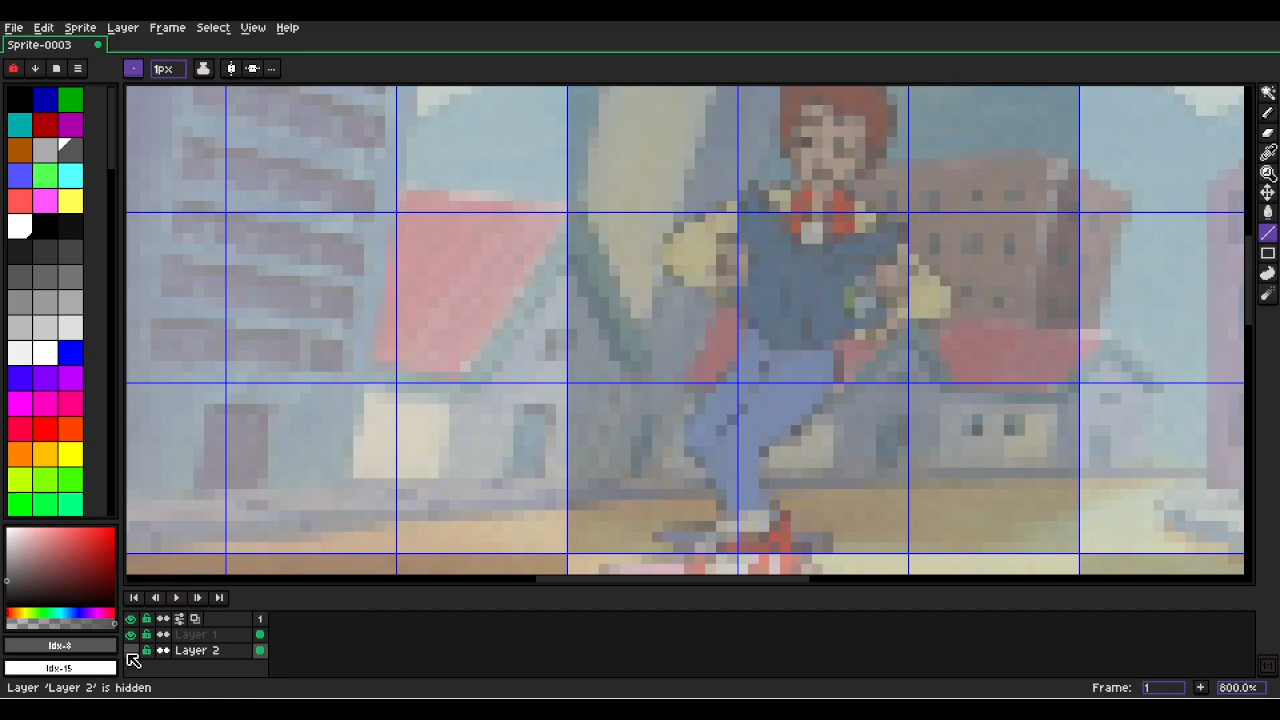 File Edit Sprite Layer Frame Select View Help
Sprite-0003
1px
1
Layer 1
Layer 2
Idx-8
Idx-15
Layer 'Layer 2' is hidden
Frame: 1 + 800.0%